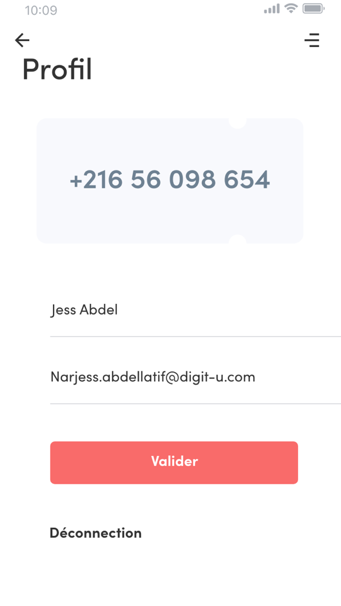 10:09
Profil
+216 56 098 654
Jess Abdel
Narjess.abdellatif@digit-u.com
Valider
Déconnection